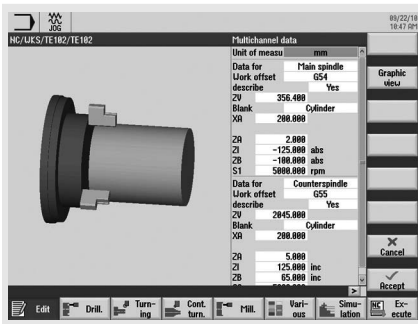 JOG
09/22/10
10:47 AM
NC/WKS/TE102/TE102
Multichannel data
Unit of measu mm
Data for Main spindle
Work offset G54
describe Yes
ZV 356.400
Blank Cylinder
XA 200.000
ZA 2.000
ZI -125.000 abs
ZB -100.000 abs
S1 5000.000 rpm
Data for Counterspindle
Work offset G55
describe Yes
ZV 2045.000
Blank Cylinder
XA 200.000
ZA 5.000
ZI 125.000 inc
ZB 65.000 inc
Graphic
view
Cancel
Accept
Edit
Drill.
Turn-
ing
Cont.
turn.
Mill.
Vari-
ous
Simu-
lation
NC
Ex-
ecute